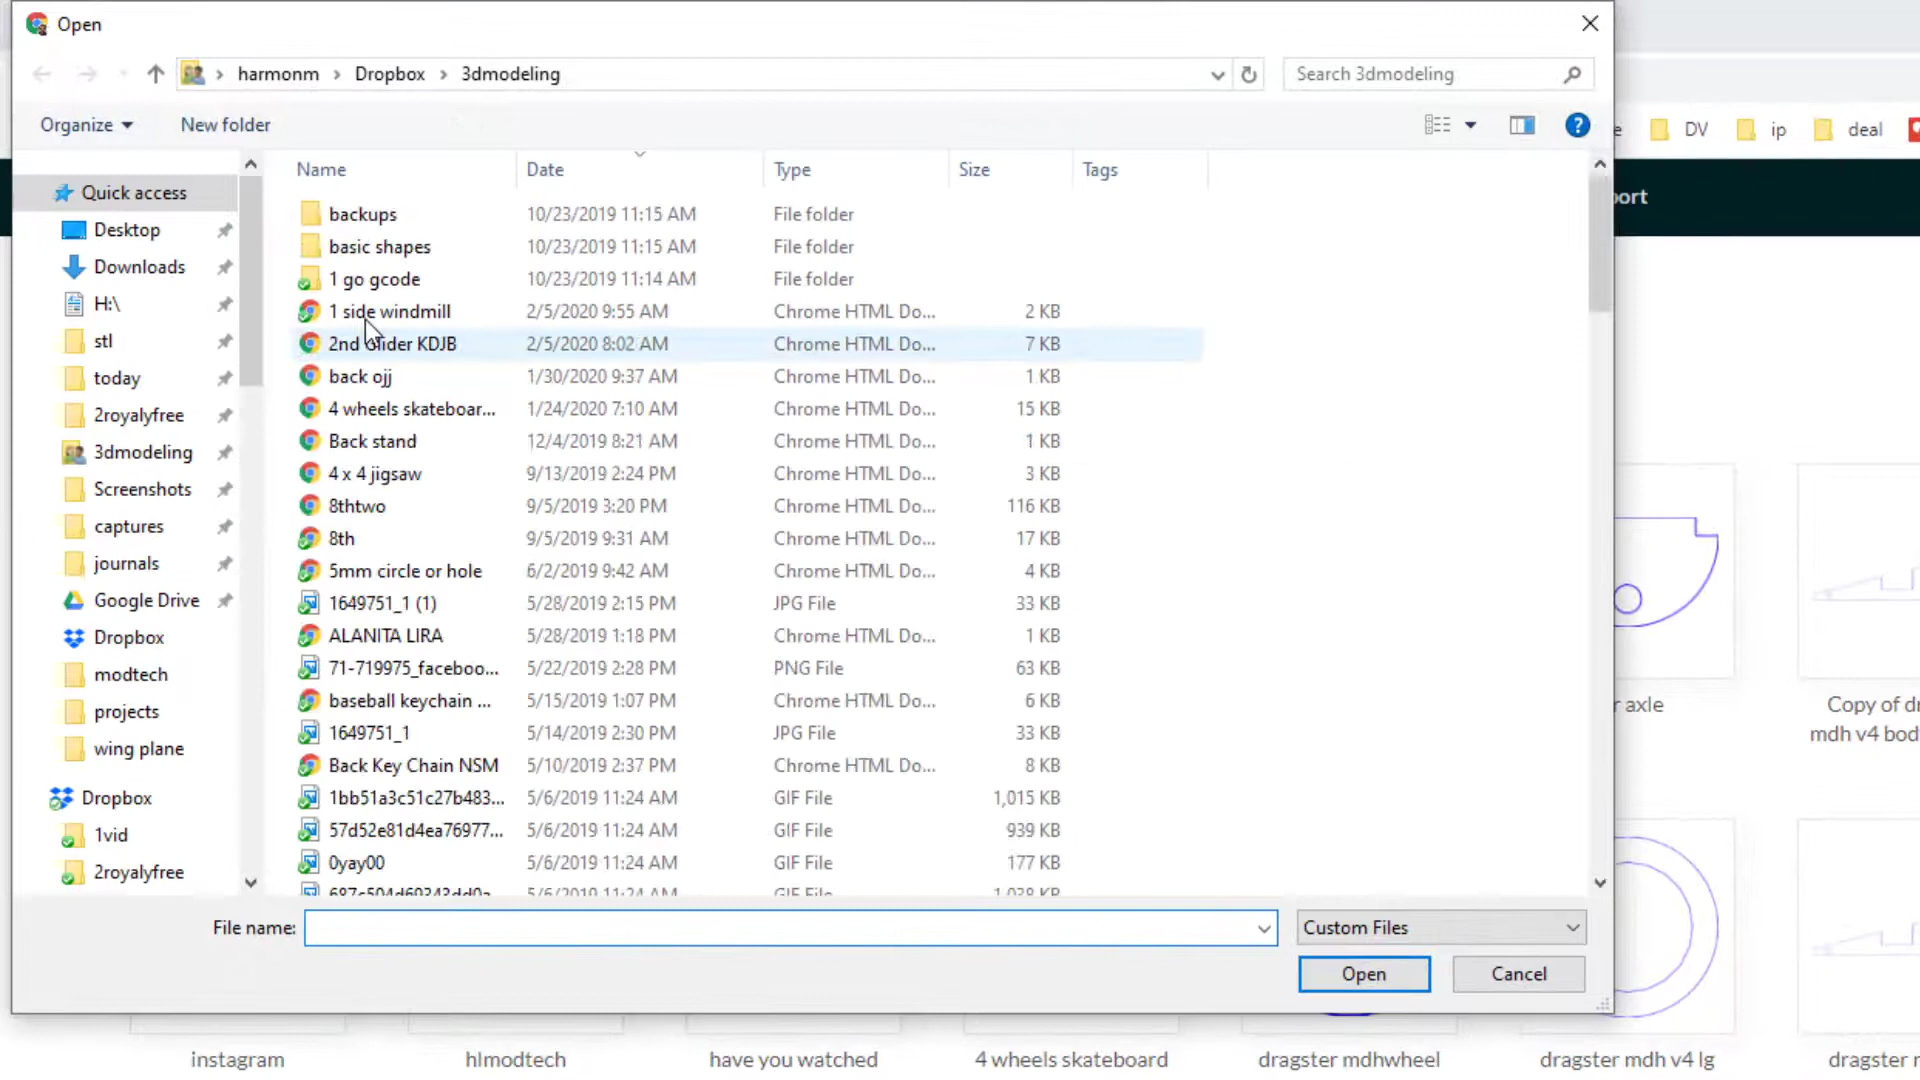 Open
harmonm › Dropbox › 3dmodeling
Search 3dmodeling
Organize
New folder
?
DV
ip
deal
Name
Date
Type
Size
Tags
port
Quick access
Desktop
Downloads
H:\
stl
today
2royalyfree
3dmodeling
Screenshots
captures
journals
Google Drive
Dropbox
modtech
projects
wing plane
Dropbox
1vid
2royalyfree
backups 10/23/2019 11:15 AM File folder
basic shapes 10/23/2019 11:15 AM File folder
1 go gcode 10/23/2019 11:14 AM File folder
1 side windmill 2/5/2020 9:55 AM Chrome HTML Do... 2 KB
2nd Glider KDJB 2/5/2020 8:02 AM Chrome HTML Do... 7 KB
back ojj 1/30/2020 9:37 AM Chrome HTML Do... 1 KB
4 wheels skateboar... 1/24/2020 7:10 AM Chrome HTML Do... 15 KB
Back stand 12/4/2019 8:21 AM Chrome HTML Do... 1 KB
4 x 4 jigsaw 9/13/2019 2:24 PM Chrome HTML Do... 3 KB
8thtwo 9/5/2019 3:20 PM Chrome HTML Do... 116 KB
8th 9/5/2019 9:31 AM Chrome HTML Do... 17 KB
5mm circle or hole 6/2/2019 9:42 AM Chrome HTML Do... 4 KB
1649751_1 (1) 5/28/2019 2:15 PM JPG File 33 KB
ALANITA LIRA 5/28/2019 1:18 PM Chrome HTML Do... 1 KB
71-719975_faceboo... 5/22/2019 2:28 PM PNG File 63 KB
baseball keychain ... 5/15/2019 1:07 PM Chrome HTML Do... 6 KB
1649751_1 5/14/2019 2:30 PM JPG File 33 KB
Back Key Chain NSM 5/10/2019 2:37 PM Chrome HTML Do... 8 KB
1bb51a3c51c27b483... 5/6/2019 11:24 AM GIF File 1,015 KB
57d52e81d4ea76977... 5/6/2019 11:24 AM GIF File 939 KB
0yay00 5/6/2019 11:24 AM GIF File 177 KB
5/6/2019 11:24 AM GIF File
File name:
Custom Files
Open
Cancel
r axle
Copy of dr
mdh v4 bod
instagram
hlmodtech
have you watched
4 wheels skateboard
dragster mdhwheel
dragster mdh v4 lg
dragster